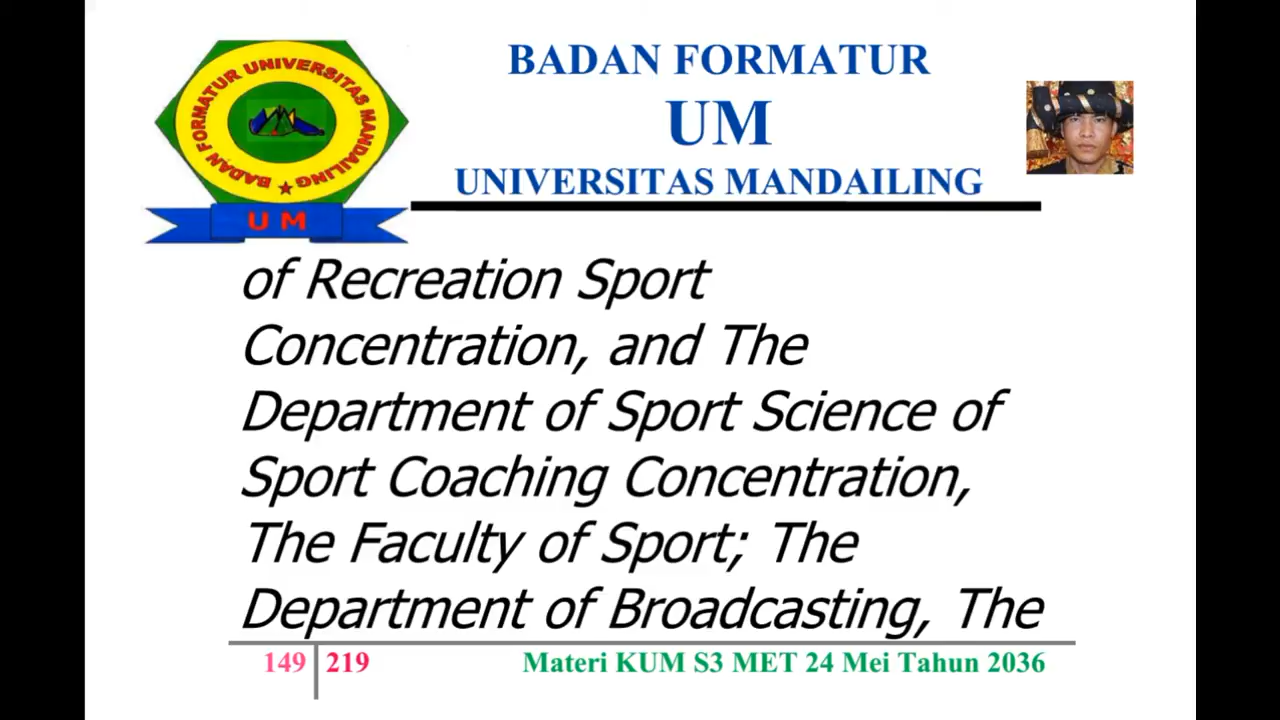 BADAN FORMATUR UNIVERSITAS MANDAILING
U M
BADAN FORMATUR
UM
UNIVERSITAS MANDAILING
of Recreation Sport
Concentration, and The
Department of Sport Science of
Sport Coaching Concentration,
The Faculty of Sport; The
Department of Broadcasting, The
149 219 Materi KUM S3 MET 24 Mei Tahun 2036